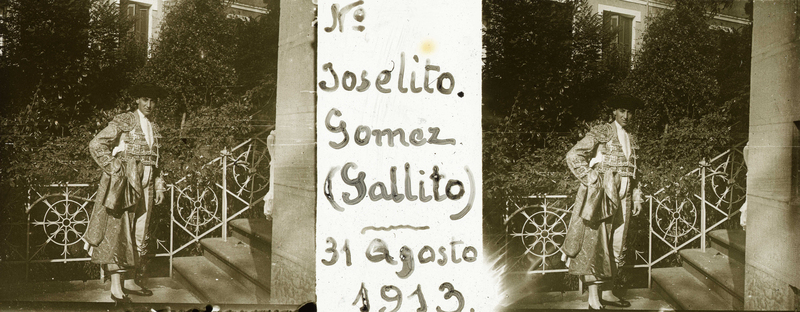 Nº
Joselito.
Gomez
(Gallito)
31 Agosto
1913.